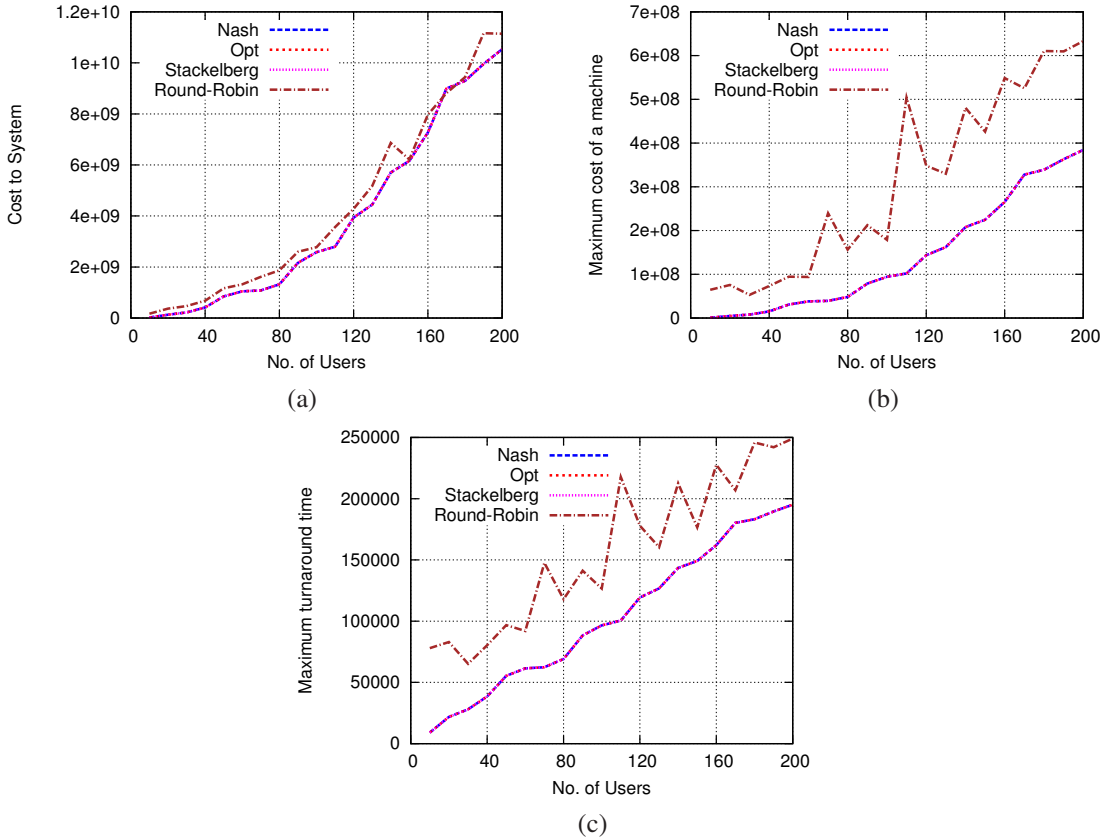 1.2e+10
1e+10
8e+09
6e+09
4e+09
2e+09
0
Cost to System
Nash
Opt
Stackelberg
Round-Robin
0 40 80 120 160 200
No. of Users
(a)
7e+08
6e+08
5e+08
4e+08
3e+08
2e+08
1e+08
0
Maximum cost of a machine
Nash
Opt
Stackelberg
Round-Robin
0 40 80 120 160 200
No. of Users
(b)
250000
200000
150000
100000
50000
0
Maximum turnaround time
Nash
Opt
Stackelberg
Round-Robin
0 40 80 120 160 200
No. of Users
(c)